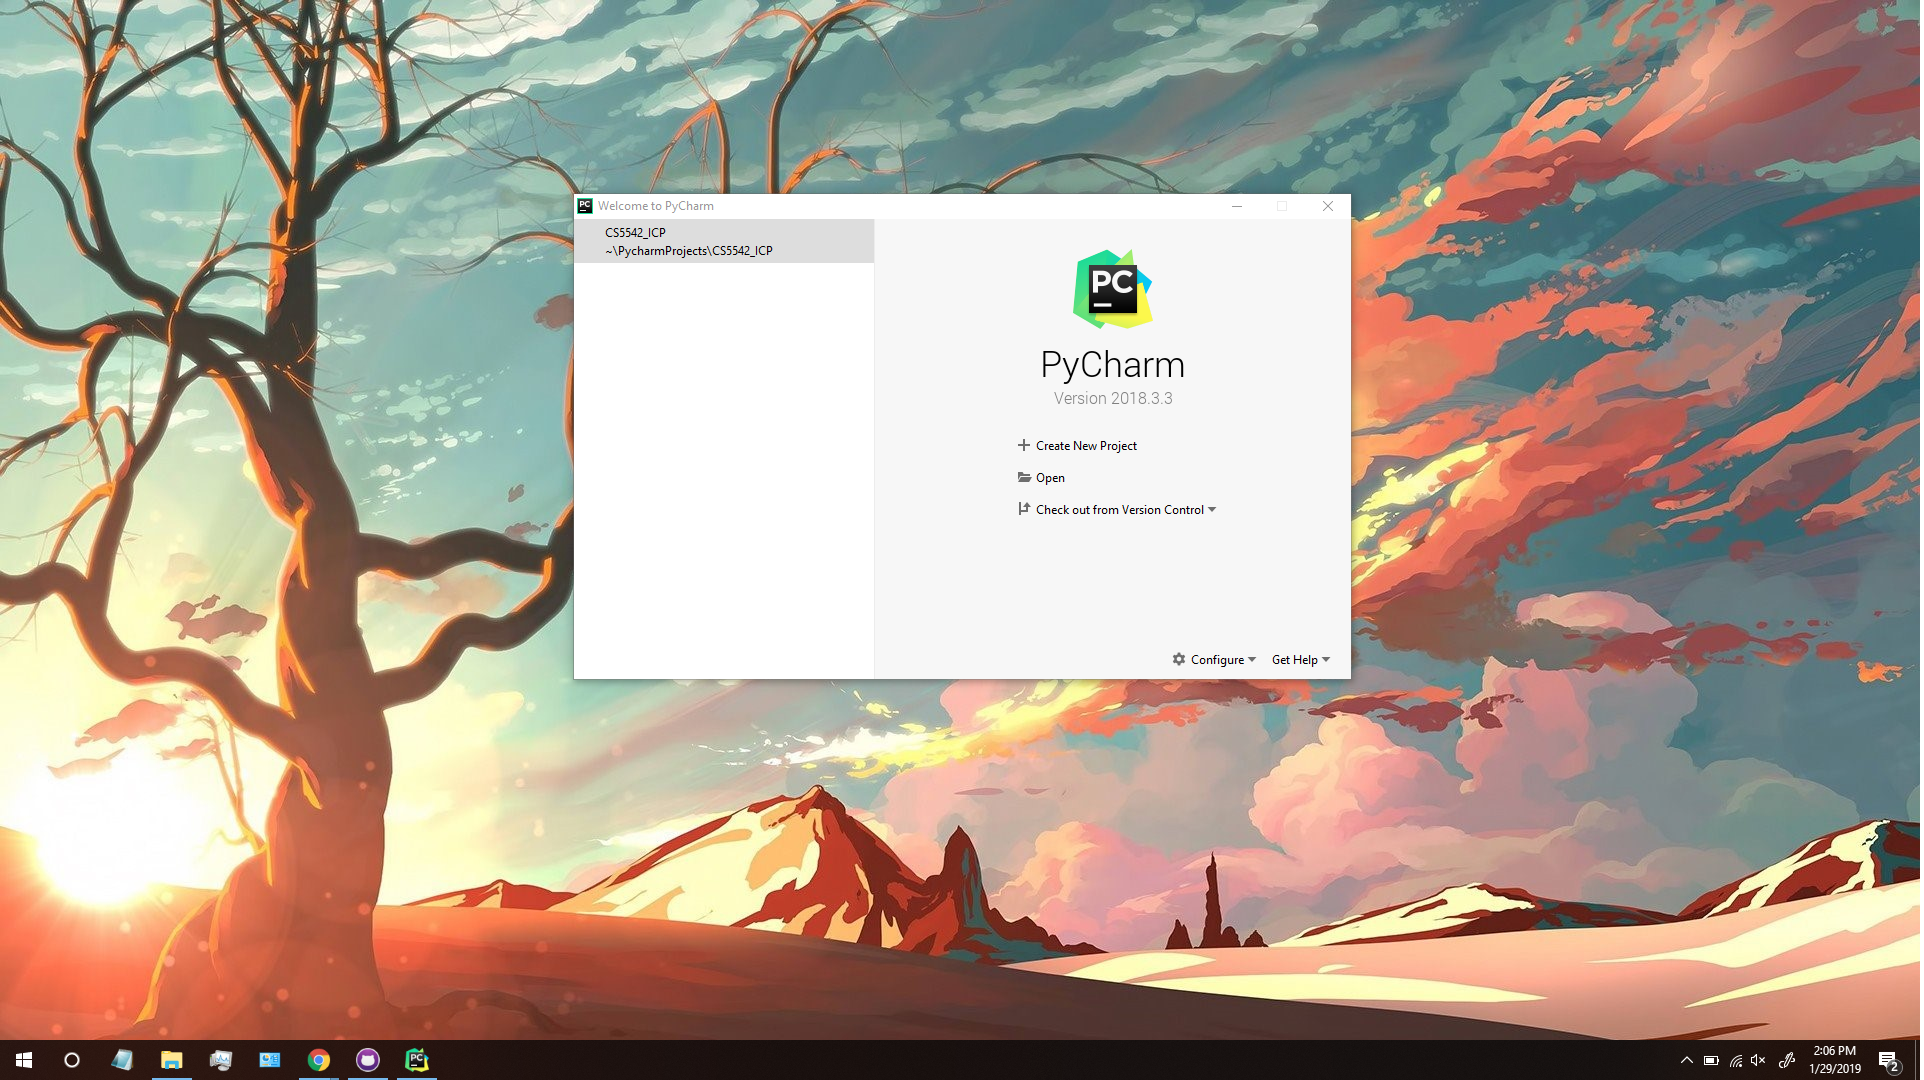 Welcome to PyCharm
CS5542_ICP
~\PycharmProjects\CS5542_ICP
PC
PyCharm
Version 2018.3.3
Create New Project
Open
Check out from Version Control
Configure
Get Help
2:06 PM
1/29/2019
2